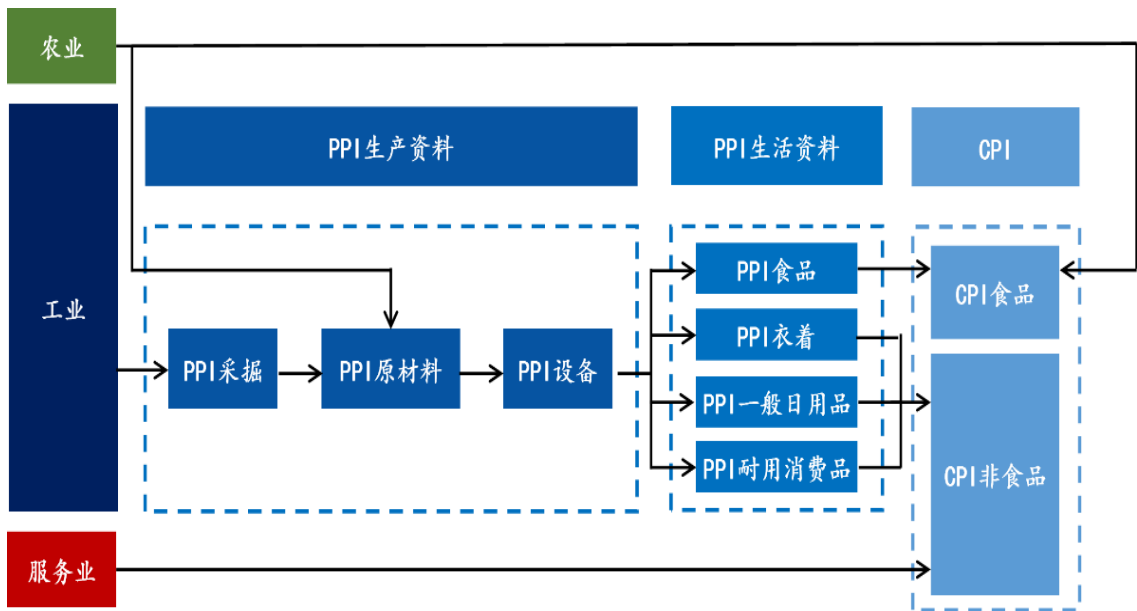 农业
PPI生产资料
PPI生活资料
CPI
工业
PPI采掘
PPI原材料
PPI设备
PPI食品
PPI衣着
PPI一般日用品
PPI耐用消费品
CPI食品
CPI非食品
服务业